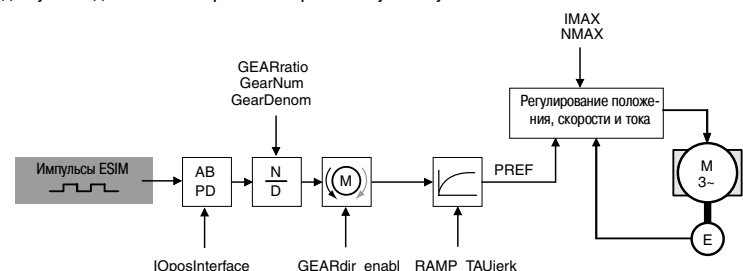 IMAX
NMAX
GEARratio
GearNum
GearDenom
Регулирование положе-
ния, скорости и тока
Импульсы ESIM
AB
PD
N
D
M
PREF
M
3~
E
IOposInterface
GEARdir_enabl
RAMP_TAUjerk